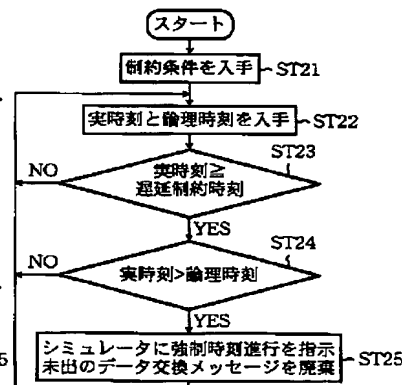 スタート
制約条件を入手
ST21
実時刻と論理時刻を入手
ST22
ST23
実時刻≧
遅延制約時刻
NO
YES
ST24
実時刻>論理時刻
NO
YES
シミュレータに強制時刻進行を指示
未出のデータ交換メッセージを廃棄
ST25